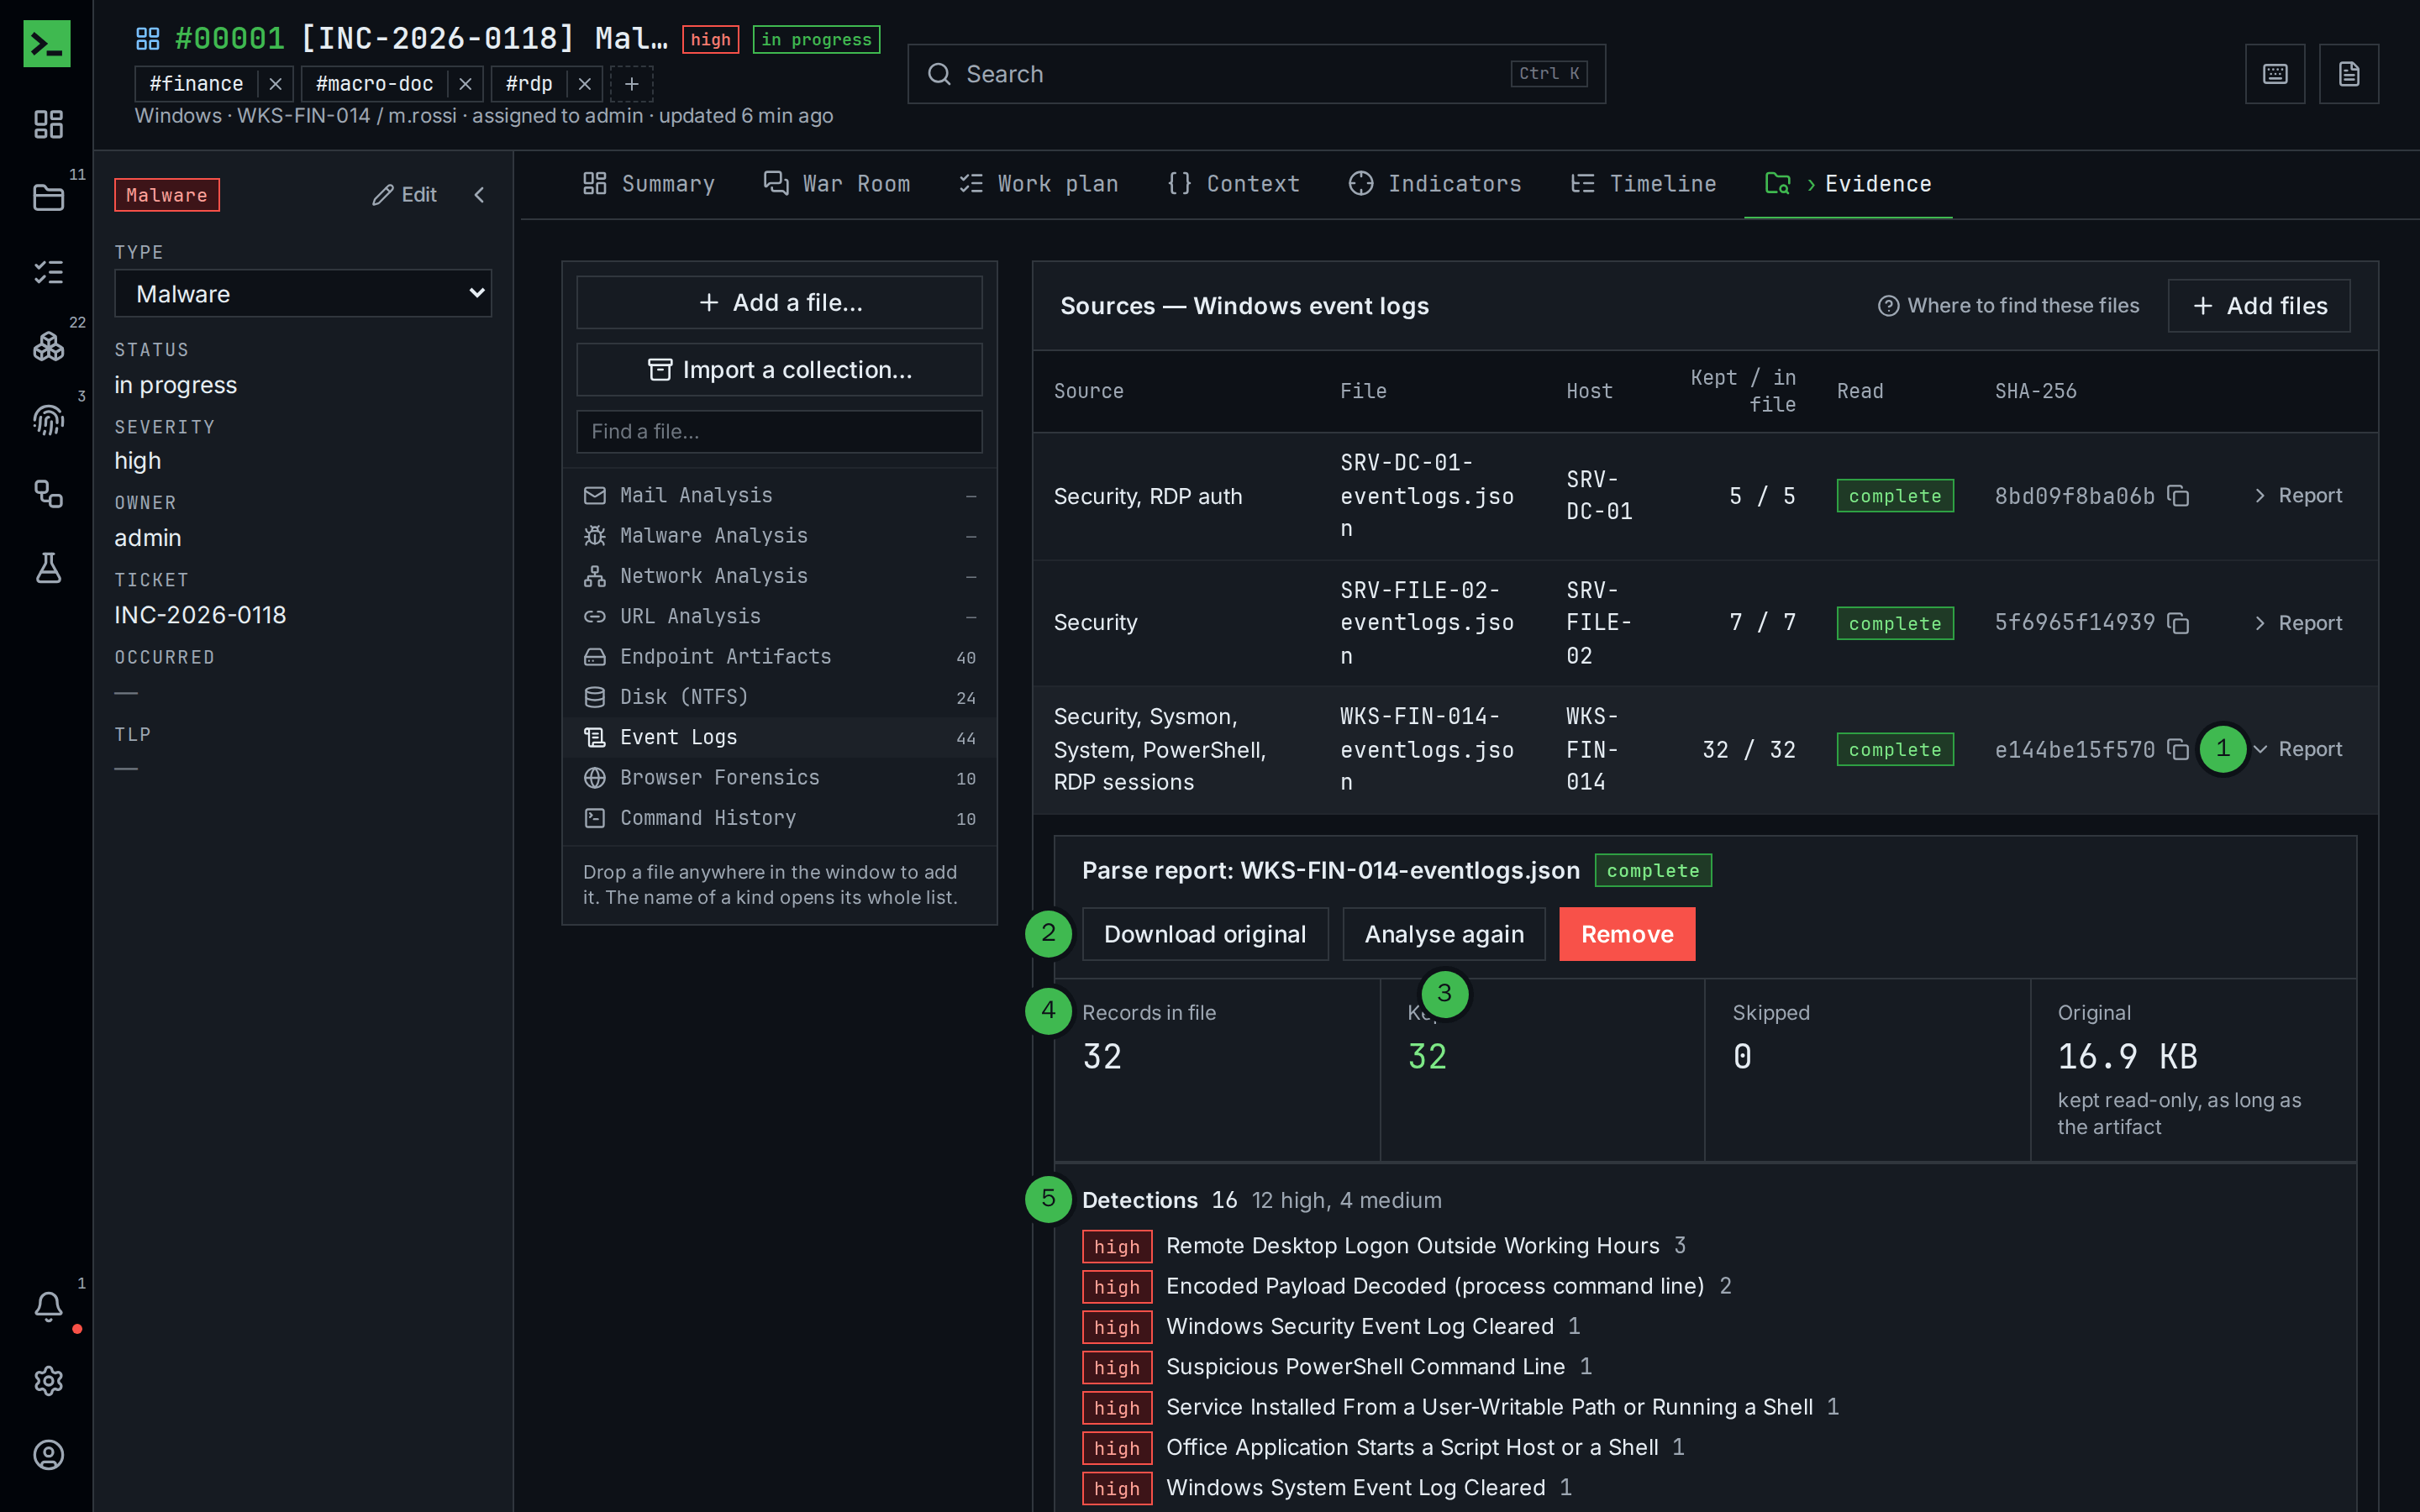 #00001 [INC-2026-0118] Mal… high in progress
#finance #macro-doc #rdp
Windows · WKS-FIN-014 / m.rossi · assigned to admin · updated 6 min ago
Search Ctrl K
11
22
3
1
Malware
Edit
TYPE
Malware
STATUS
in progress
SEVERITY
high
OWNER
admin
TICKET
INC-2026-0118
OCCURRED
—
TLP
—
Summary War Room Work plan Context Indicators Timeline › Evidence
+ Add a file…
Import a collection…
Find a file…
Mail Analysis –
Malware Analysis –
Network Analysis –
URL Analysis –
Endpoint Artifacts 40
Disk (NTFS) 24
Event Logs 44
Browser Forensics 10
Command History 10
Drop a file anywhere in the window to add
it. The name of a kind opens its whole list.
Sources — Windows event logs
Where to find these files
+ Add files
Source File Host Kept / in
file Read SHA-256
Security, RDP auth
SRV-DC-01-
eventlogs.jso
n
SRV-
DC-01
5 / 5
complete
8bd09f8ba06b
Report
Security
SRV-FILE-02-
eventlogs.jso
n
SRV-
FILE-
02
7 / 7
complete
5f6965f14939
Report
Security, Sysmon,
System, PowerShell,
RDP sessions
WKS-FIN-014-
eventlogs.jso
n
WKS-
FIN-
014
32 / 32
complete
e144be15f570
1
Report
Parse report: WKS-FIN-014-eventlogs.json complete
2 Download original Analyse again Remove
3
4 Records in file
32
32
Skipped
0
Original
16.9 KB
kept read-only, as long as
the artifact
5 Detections 16 12 high, 4 medium
high Remote Desktop Logon Outside Working Hours 3
high Encoded Payload Decoded (process command line) 2
high Windows Security Event Log Cleared 1
high Suspicious PowerShell Command Line 1
high Service Installed From a User-Writable Path or Running a Shell 1
high Office Application Starts a Script Host or a Shell 1
high Windows System Event Log Cleared 1